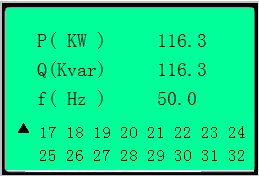 P( KW ) 116.3
Q(Kvar) 116.3
f( Hz ) 50.0
▲ 17 18 19 20 21 22 23 24
25 26 27 28 29 30 31 32